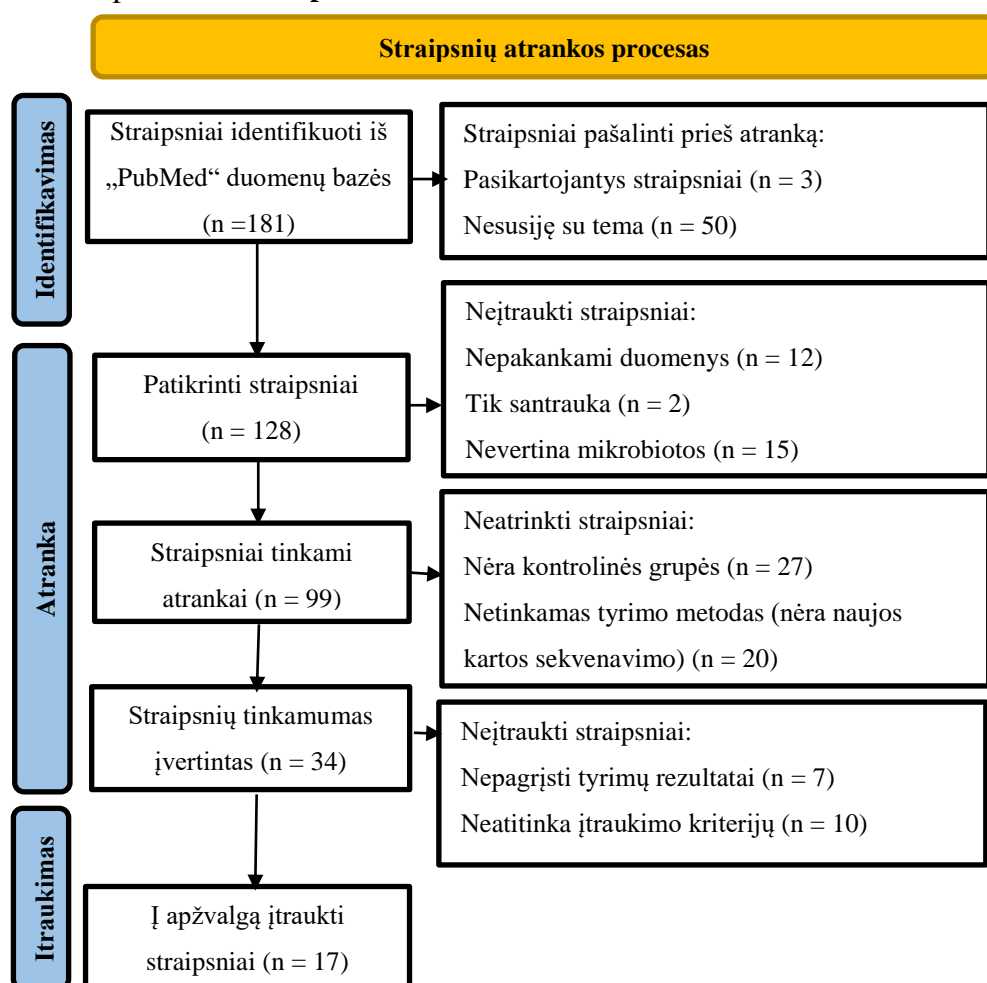 Straipsnių atrankos procesas
Identifikavimas
Straipsniai identifikuoti iš
„PubMed“ duomenų bazės
(n =181)
Straipsniai pašalinti prieš atranką:
Pasikartojantys straipsniai (n = 3)
Nesusiję su tema (n = 50)
Atranka
Patikrinti straipsniai
(n = 128)
Neįtraukti straipsniai:
Nepakankami duomenys (n = 12)
Tik santrauka (n = 2)
Nevertina mikrobiotos (n = 15)
Straipsniai tinkami
atrankai (n = 99)
Neatrinkti straipsniai:
Nėra kontrolinės grupės (n = 27)
Netinkamas tyrimo metodas (nėra naujos
kartos sekvenavimo) (n = 20)
Straipsnių tinkamumas
įvertintas (n = 34)
Neįtraukti straipsniai:
Nepagrįsti tyrimų rezultatai (n = 7)
Neatitinka įtraukimo kriterijų (n = 10)
Itraukimas
Į apžvalgą įtraukti
straipsniai (n = 17)